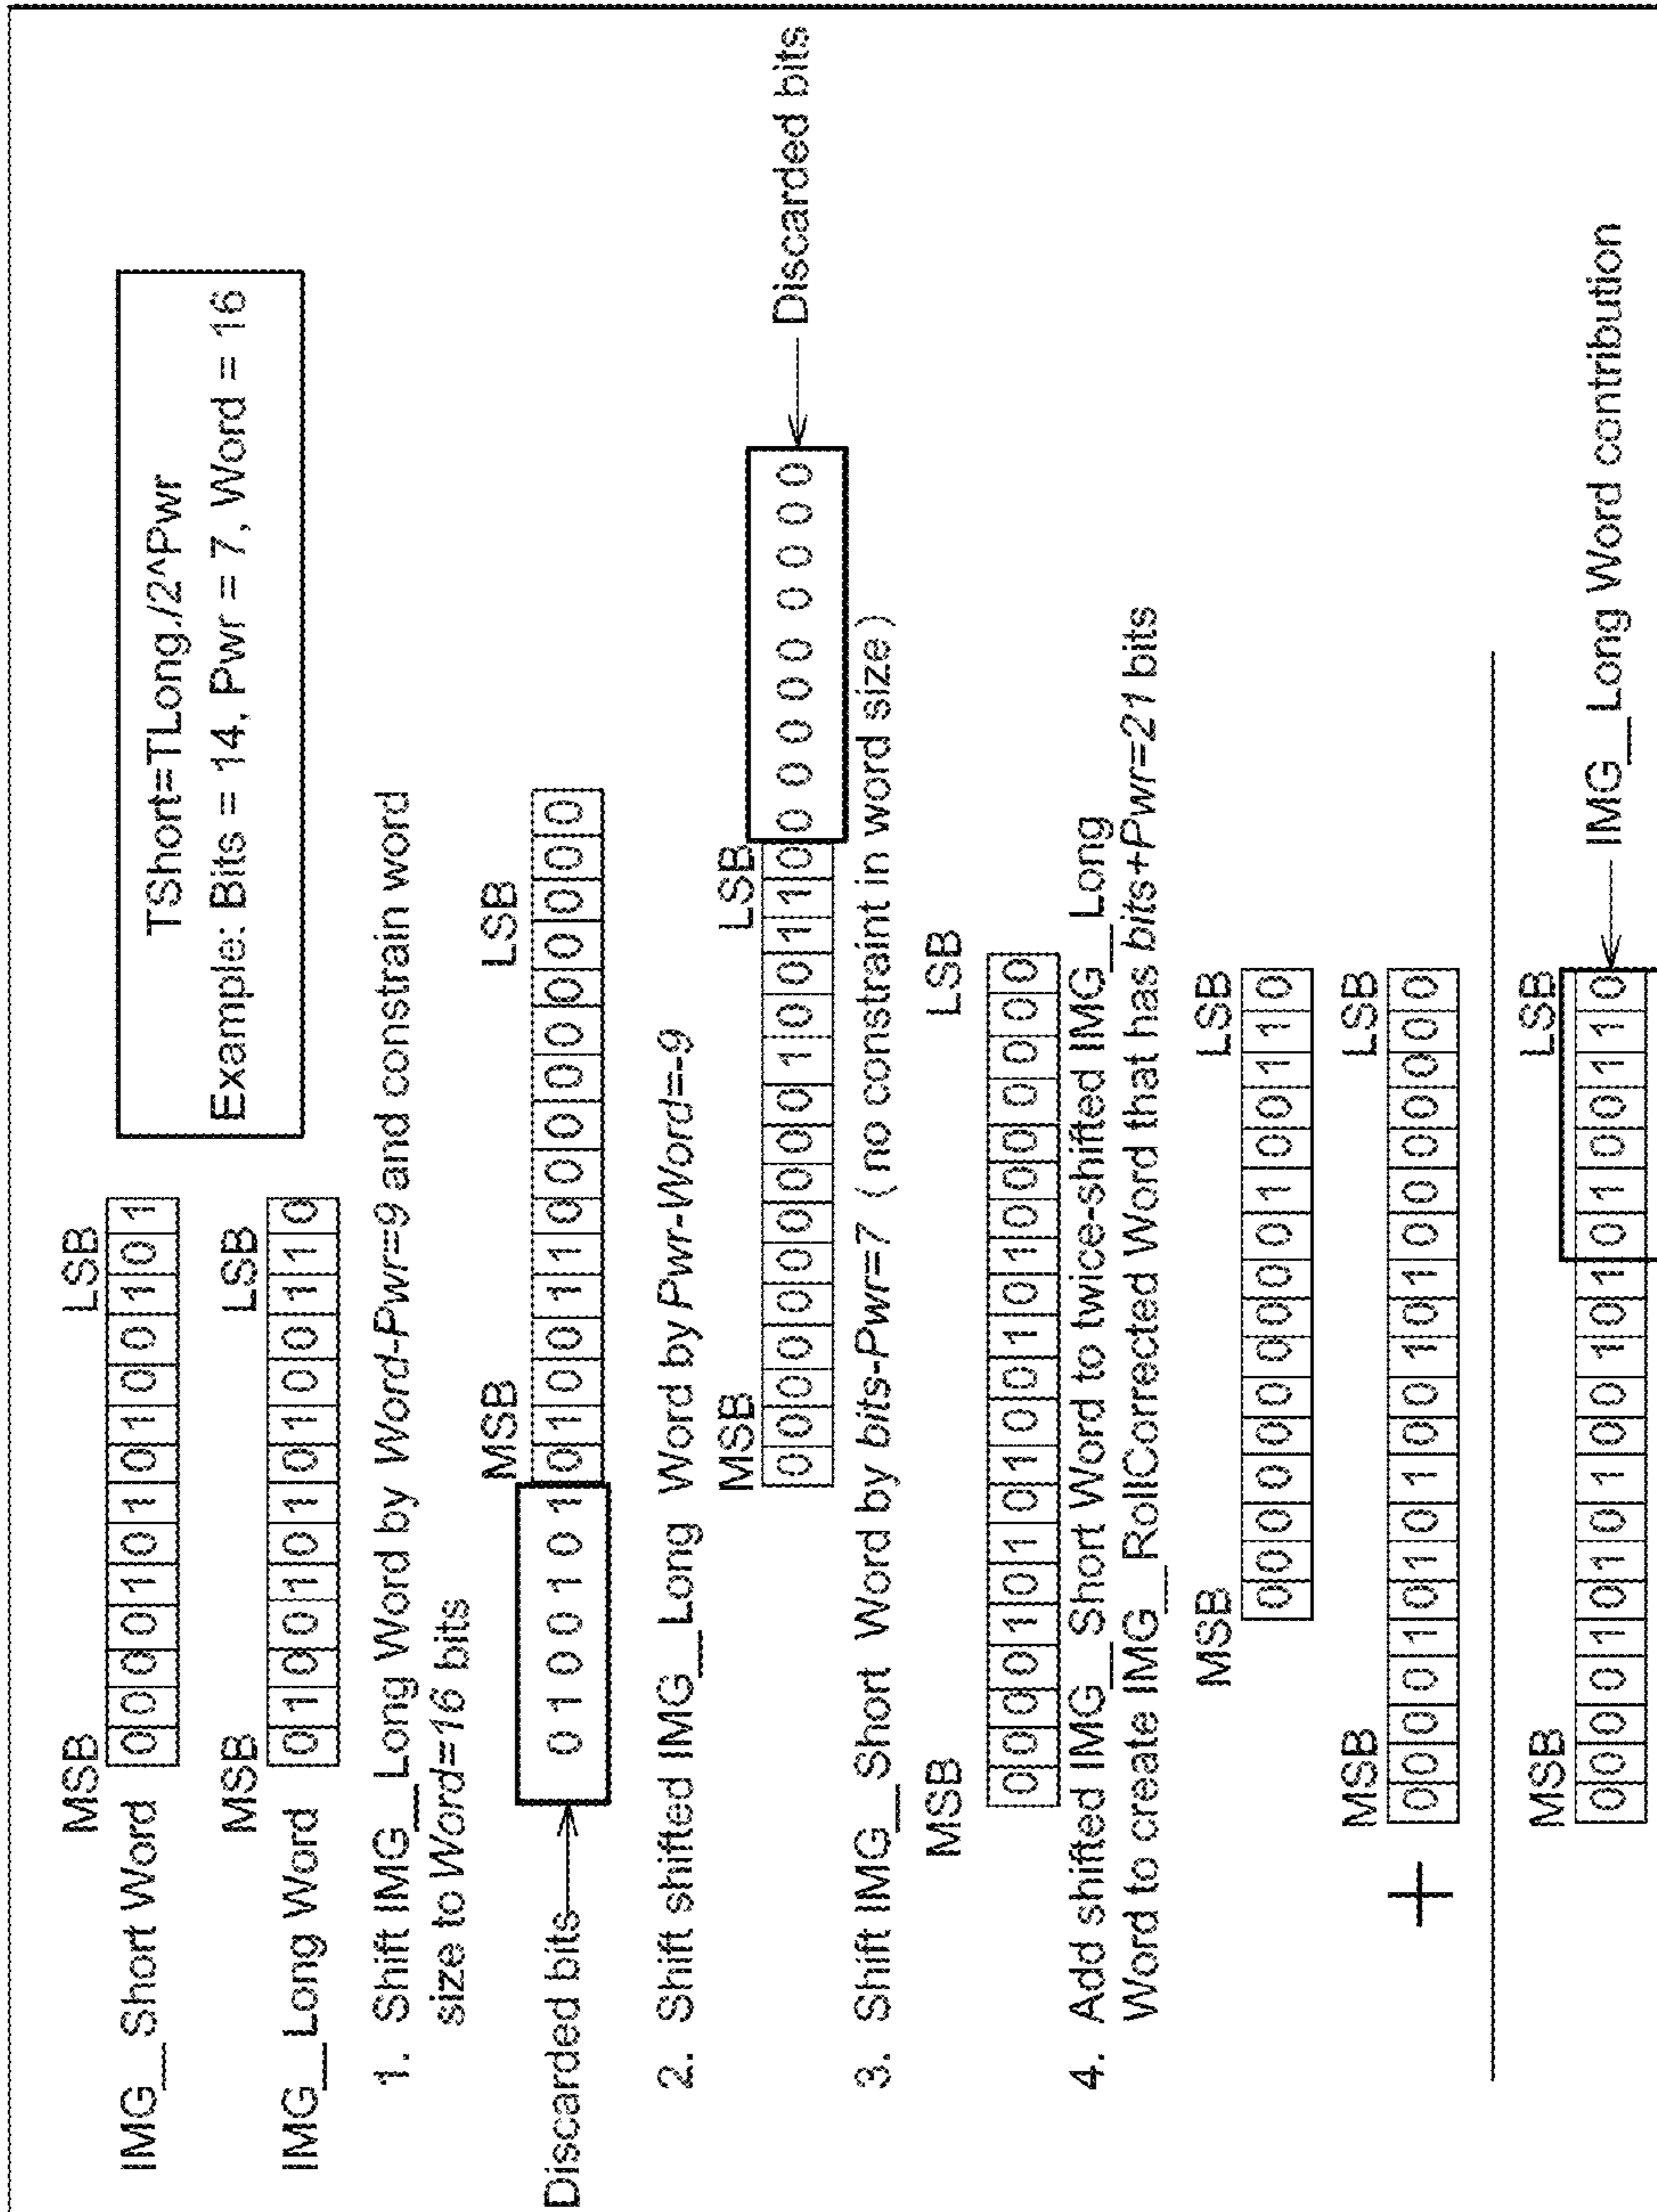 TShort=TLong./2^Pwr
Example: Bits = 14, Pwr = 7, Word = 16
MSB LSB
IMG_Short Word 0 0 0 0 1 0 1 0 1 0 0 1 0 1
MSB LSB
IMG_Long Word 0 1 0 0 1 0 1 0 1 0 0 1 1 0
1. Shift IMG_Long Word by Word-Pwr=9 and constrain word
size to Word=16 bits
MSB LSB
Discarded bits 0 1 0 0 1 0 1 0 1 0 0 1 1 0 0 0 0 0 0 0 0 0 0
2. Shift shifted IMG_Long Word by Pwr-Word=-9
MSB LSB
0 0 0 0 0 0 0 0 0 1 0 0 1 1 0 0 0 0 0 0 0 0 0 0 Discarded bits
3. Shift IMG_Short Word by bits-Pwr=7 ( no constraint in word size )
MSB LSB
0 0 0 0 1 0 1 0 1 0 0 1 0 1 0 0 0 0 0 0 0
4. Add shifted IMG_Short Word to twice-shifted IMG_Long
Word to create IMG_RollCorrected Word that has bits+Pwr=21 bits
MSB LSB
0 0 0 0 0 0 0 0 0 1 0 0 1 1 0
MSB LSB
+ 0 0 0 0 1 0 1 0 1 0 0 1 0 1 0 0 0 0 0 0 0
MSB LSB
0 0 0 0 1 0 1 0 1 0 0 1 0 1 0 1 0 0 1 1 0 IMG_Long Word contribution